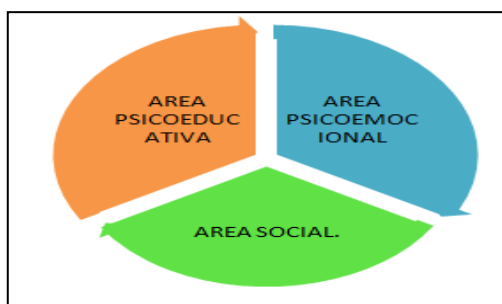 AREA
PSICOEDUC
ATIVA
AREA
PSICOEMOC
IONAL
AREA SOCIAL.